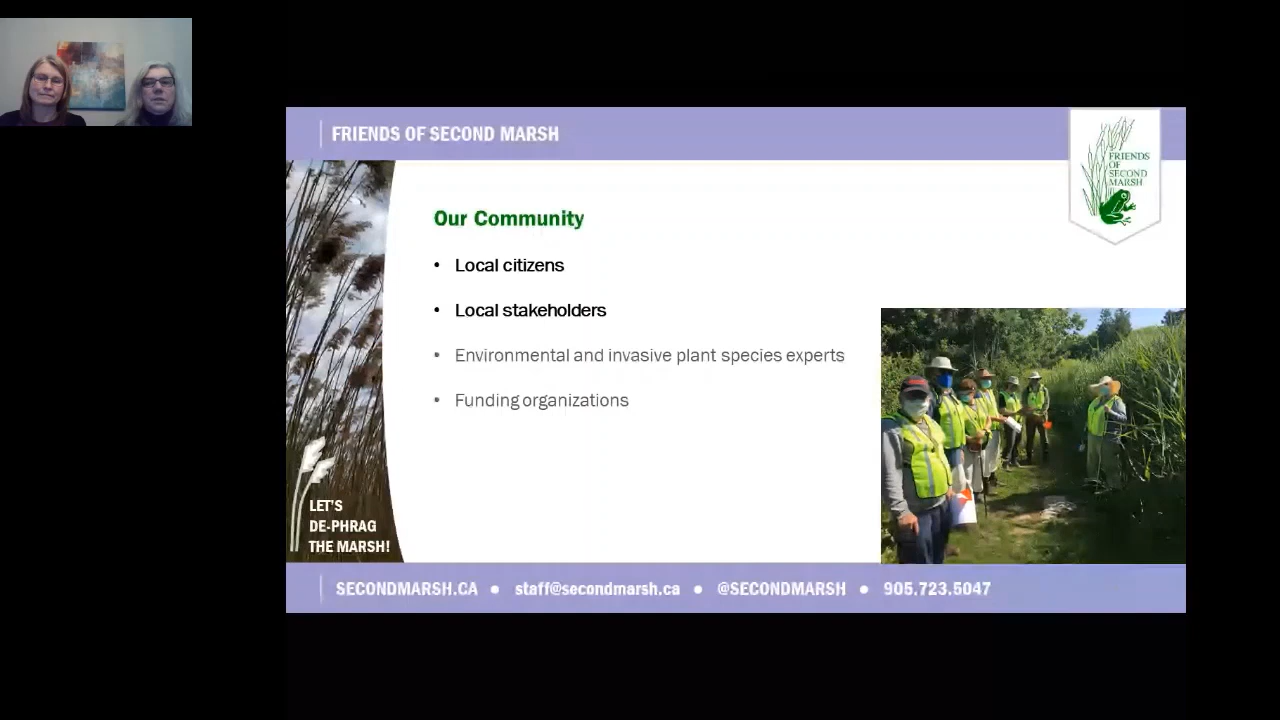 FRIENDS OF SECOND MARSH
FRIENDS
OF
SECOND
MARSH
Our Community
• Local citizens
• Local stakeholders
• Environmental and invasive plant species experts
• Funding organizations
LET'S
DE-PHRAG
THE MARSH!
SECONDMARSH.CA • staff@secondmarsh.ca • @SECONDMARSH • 905.723.5047